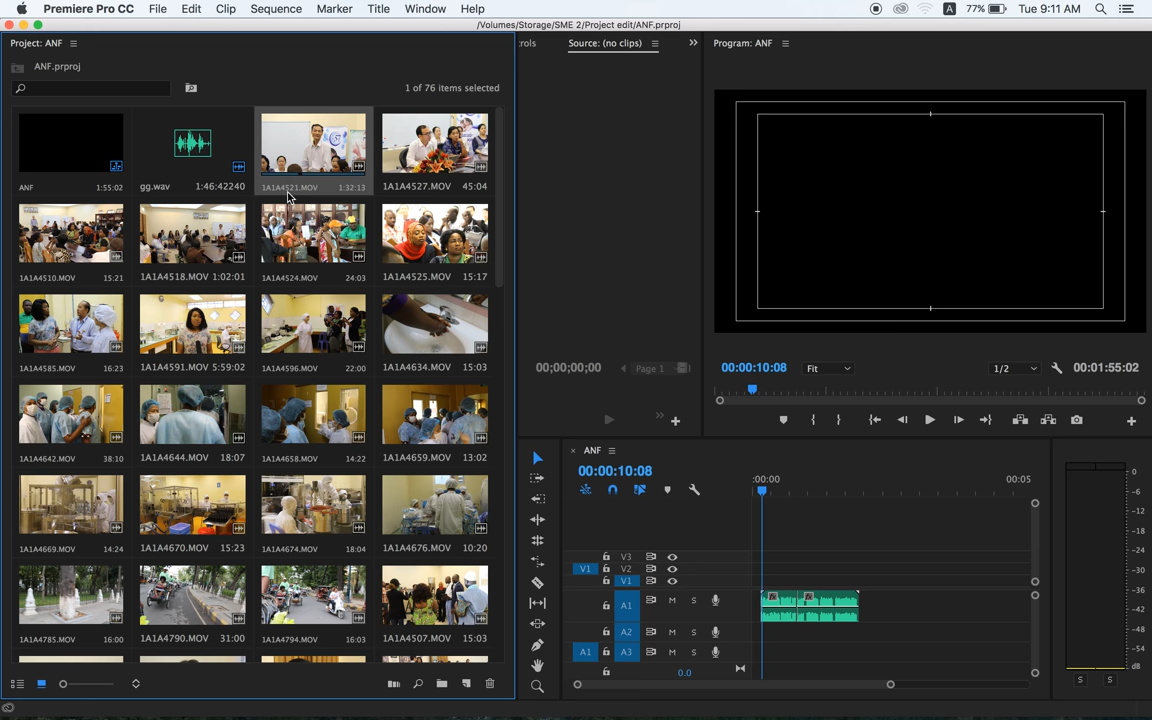 Premiere Pro CC File Edit Clip Sequence Marker Title Window Help A 77% Tue 9:11 AM
/Volumes/Storage/SME 2/Project edit/ANF.prproj
Project: ANF
rols
Source: (no clips)
Program: ANF
ANF.prproj
1 of 76 items selected
ANF 1:55:02
gg.wav 1:46:42240
1A1A4521.MOV 1:32:13
1A1A4527.MOV 45:04
1A1A4510.MOV 15:21
1A1A4518.MOV 1:02:01
1A1A4524.MOV 24:03
1A1A4525.MOV 15:17
1A1A4585.MOV 16:23
1A1A4591.MOV 5:59:02
1A1A4596.MOV 22:00
1A1A4634.MOV 15:03
1A1A4642.MOV 38:10
1A1A4644.MOV 18:07
1A1A4658.MOV 14:22
1A1A4659.MOV 13:02
1A1A4669.MOV 14:24
1A1A4670.MOV 15:23
1A1A4674.MOV 18:04
1A1A4676.MOV 10:20
1A1A4785.MOV 16:00
1A1A4790.MOV 31:00
1A1A4794.MOV 16:03
1A1A4507.MOV 15:03
00;00;00;00
Page 1
00:00:10:08 Fit 1/2 00:01:55:02
ANF
00:00:10:08
:00:00 00:05
V3
V1 V2
V1
A1 M S
A2 M S
A1 A3 M S
0.0
0
-6
-12
-18
-24
-30
-36
-42
-48
-54
dB
S S